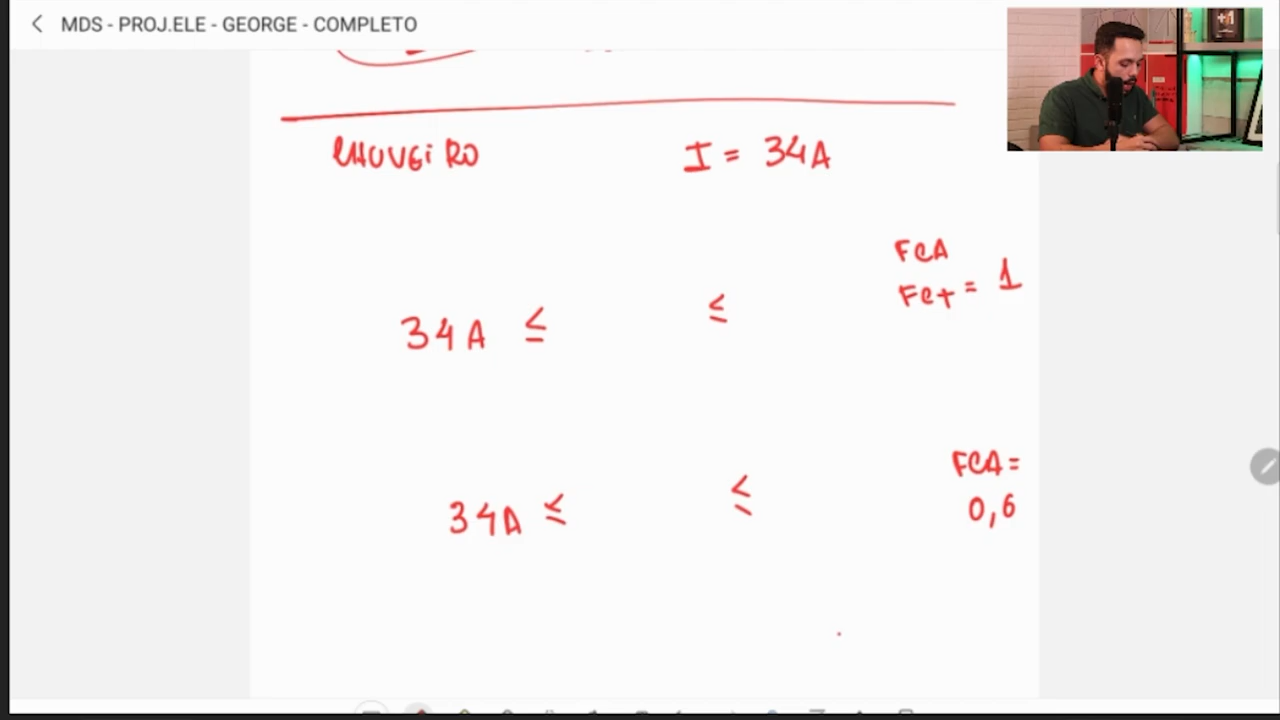 MDS - PROJ.ELE - GEORGE - COMPLETO
CHUVEIRO I = 34A
FCA
FCT = 1
34A ≤ ≤
FCA =
0,6
34A ≤ ≤